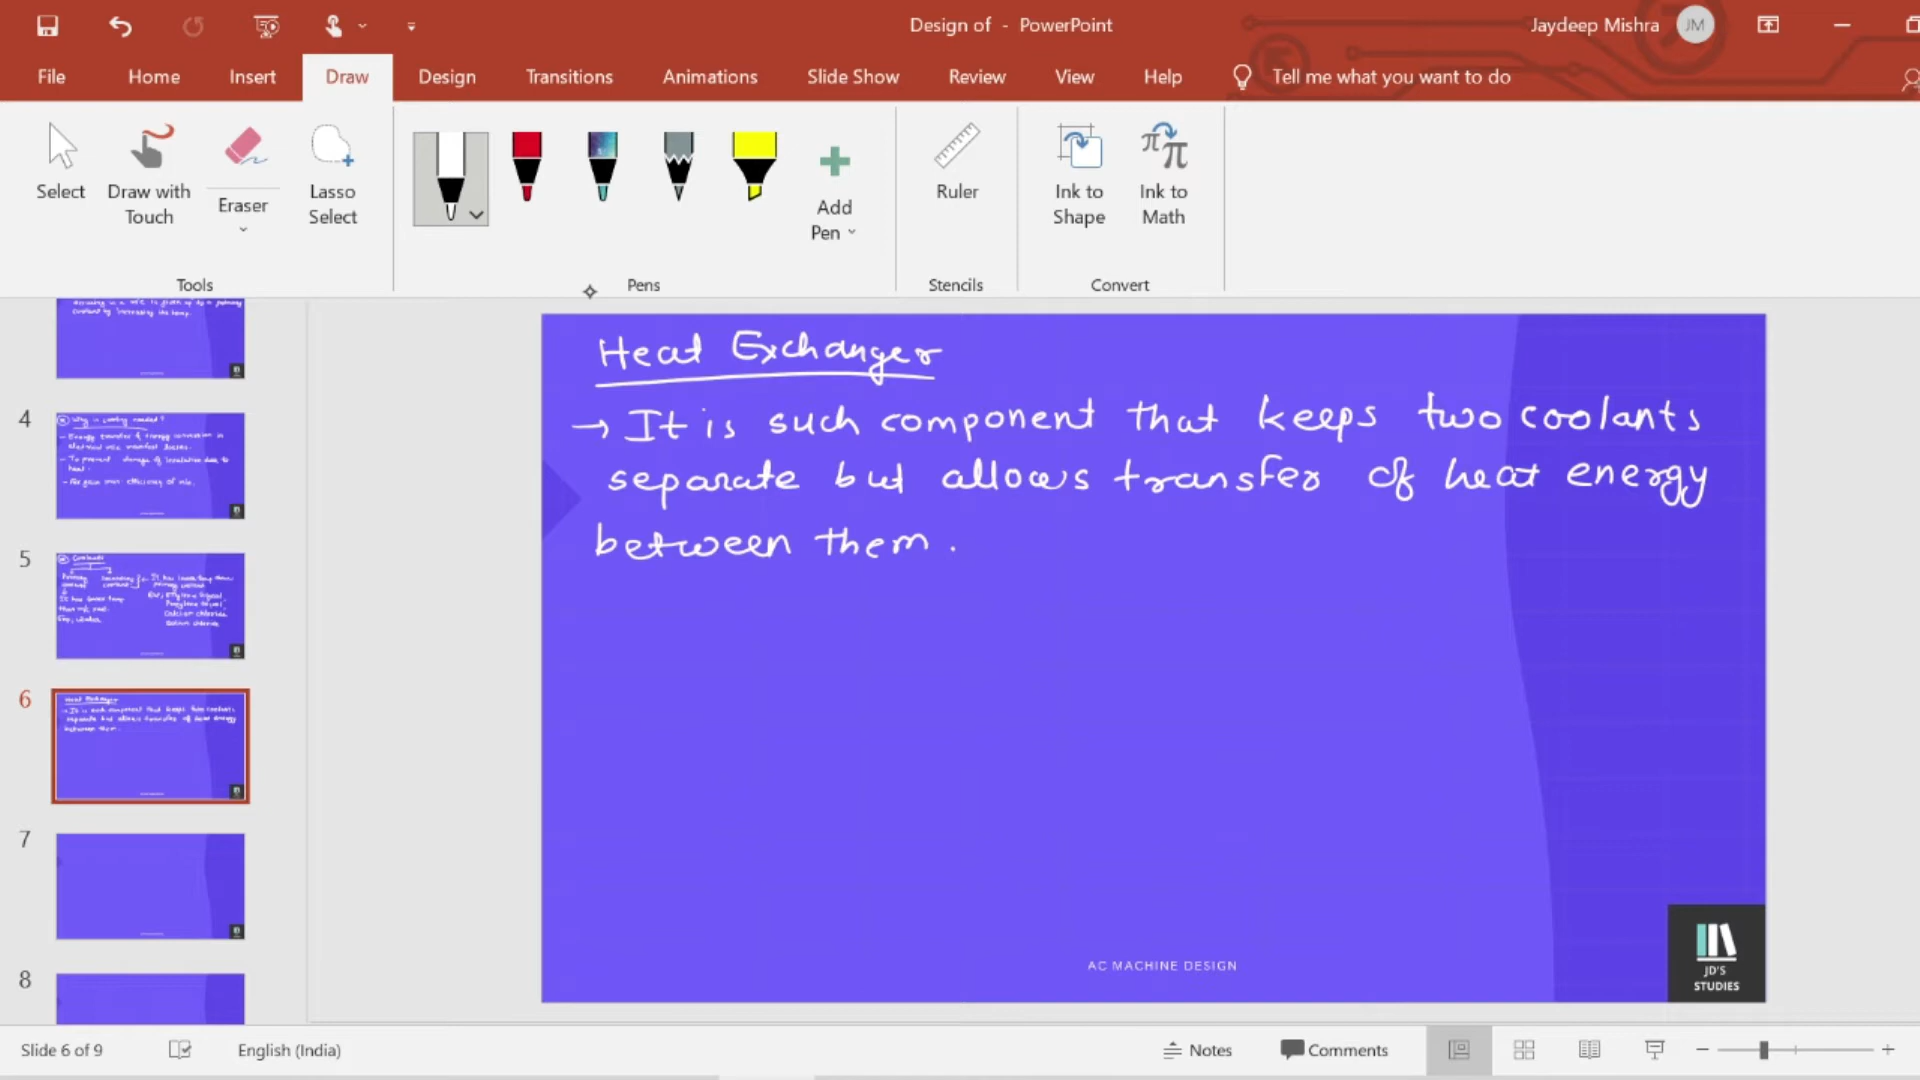 Design of - PowerPoint
Jaydeep Mishra
JM
File Home Insert Draw Design Transitions Animations Slide Show Review View Help Tell me what you want to do
Select
Draw with
Touch
Eraser
Lasso
Select
Add
Pen
Ruler
Ink to
Shape
Ink to
Math
Tools
Pens
Stencils
Convert
4
5
6
7
8
Heat Exchanger
→ It is such component that keeps two coolants
separate but allows transfer of heat energy
between them.
AC MACHINE DESIGN
JD'S
STUDIES
Slide 6 of 9
English (India)
Notes
Comments